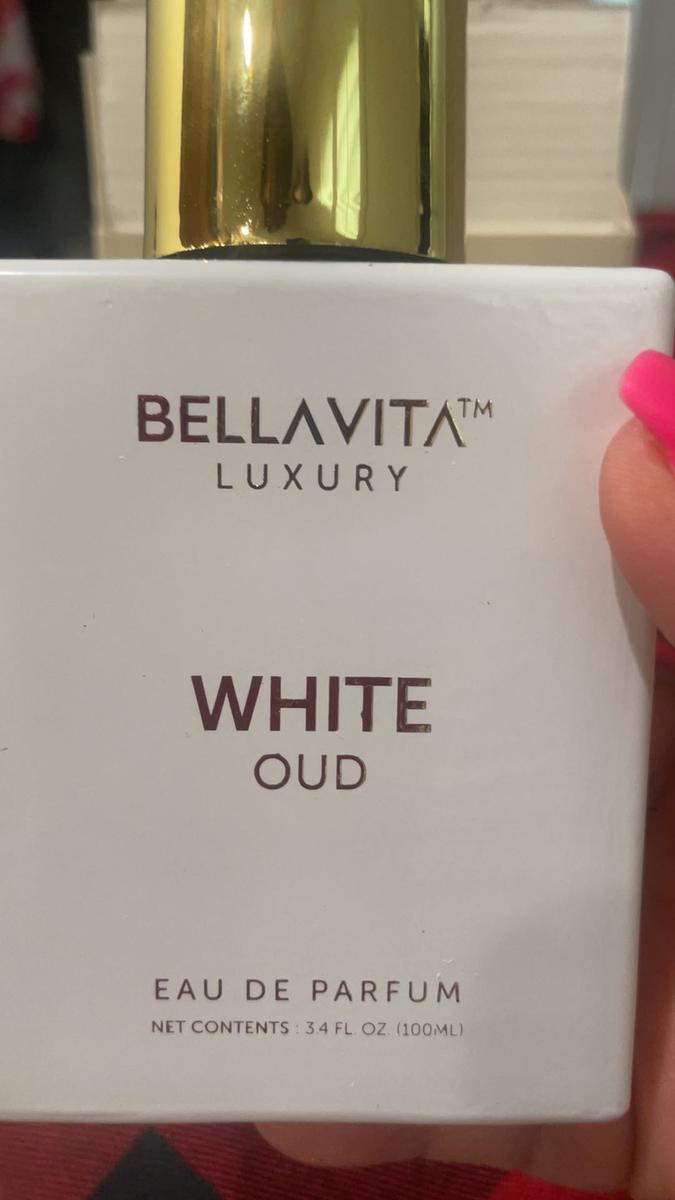 BELLAVITA™
LUXURY
WHITE
OUD
EAU DE PARFUM
NET CONTENTS : 3.4 FL. OZ. (100ML)